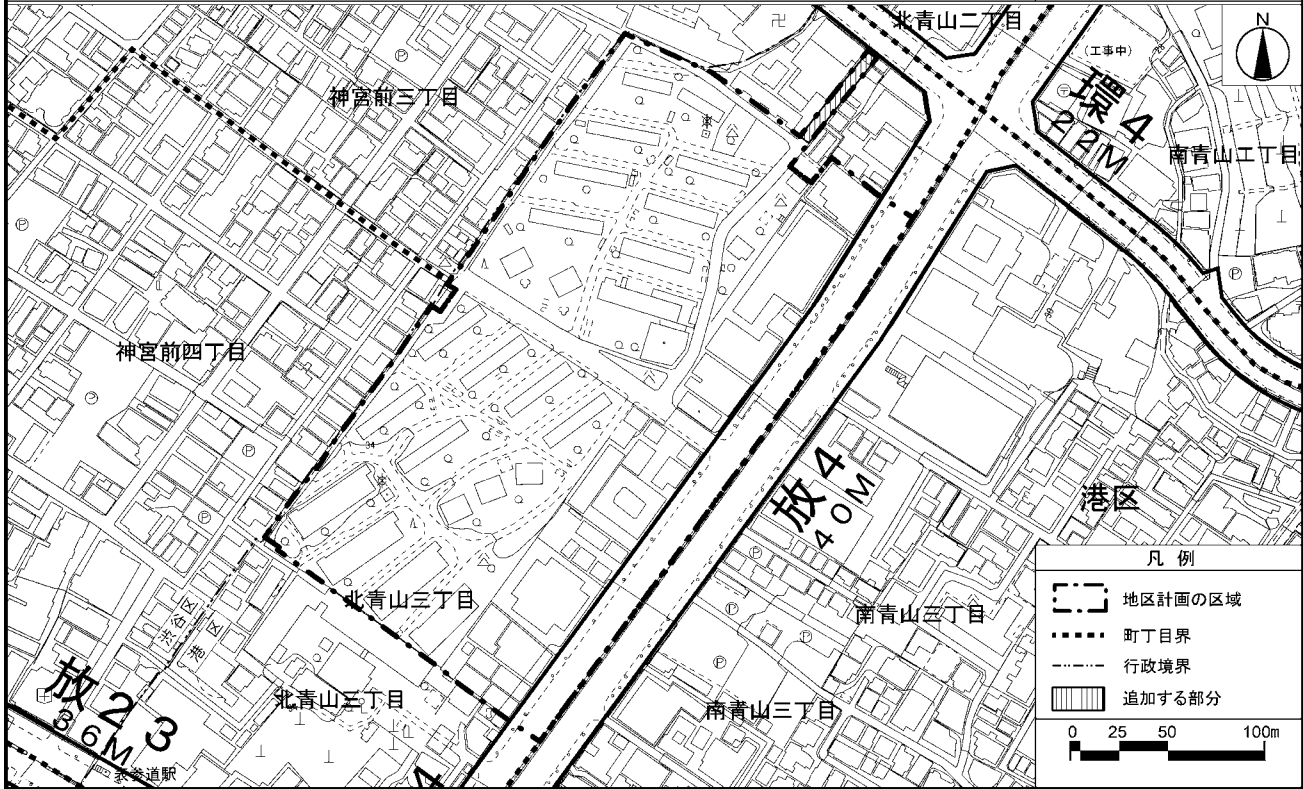 北青山二丁目
N
(工事中)
神宮前三丁目
環4
22M
南青山二丁目
神宮前四丁目
放4
40M
港区
34
凡例
地区計画の区域
町丁目界
行政境界
追加する部分
0 25 50 100m
北青山三丁目
南青山三丁目
渋谷区
港区
北青山三丁目
南青山三丁目
放23
36M
表参道駅
4